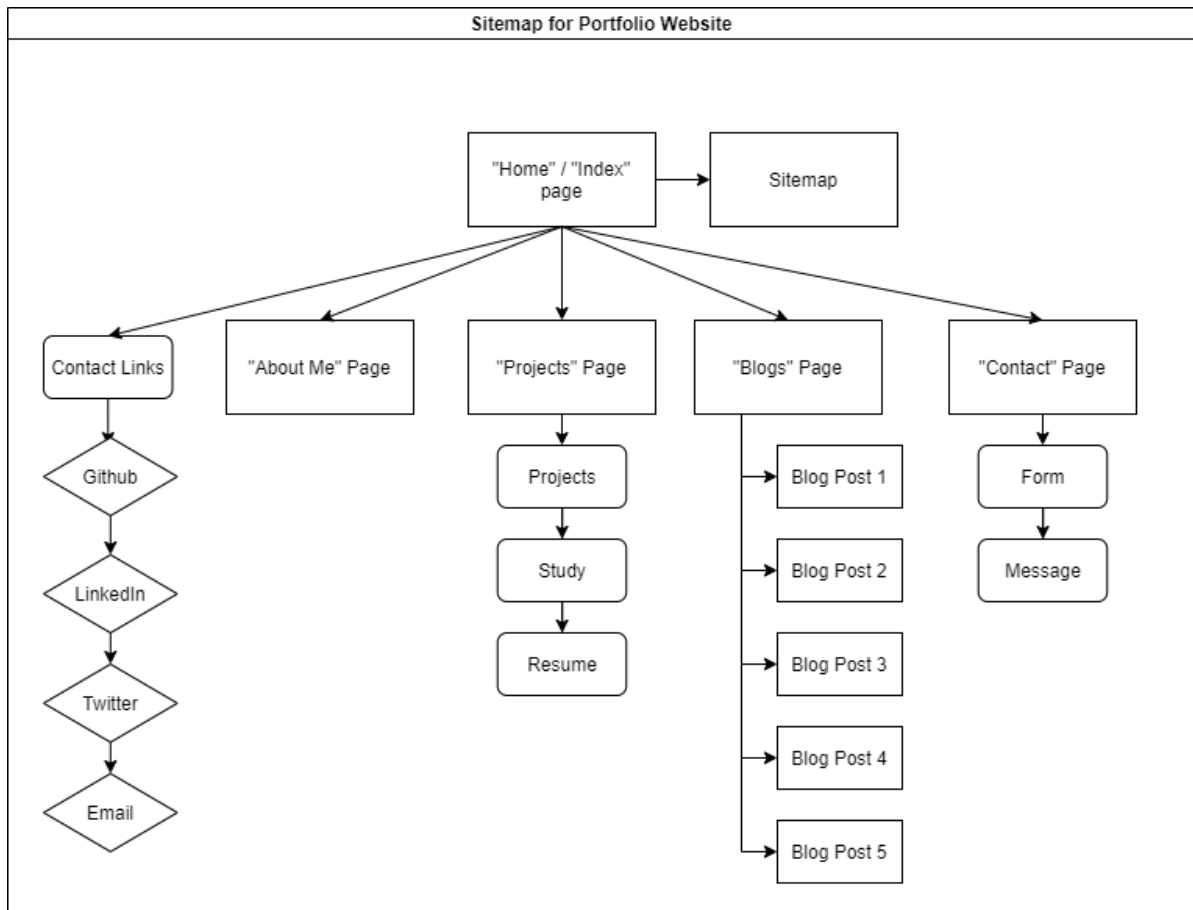 Sitemap for Portfolio Website
"Home" / "Index"
page
Sitemap
Contact Links
"About Me" Page
"Projects" Page
"Blogs" Page
"Contact" Page
Github
Projects
Blog Post 1
Form
LinkedIn
Study
Blog Post 2
Message
Twitter
Resume
Blog Post 3
Email
Blog Post 4
Blog Post 5